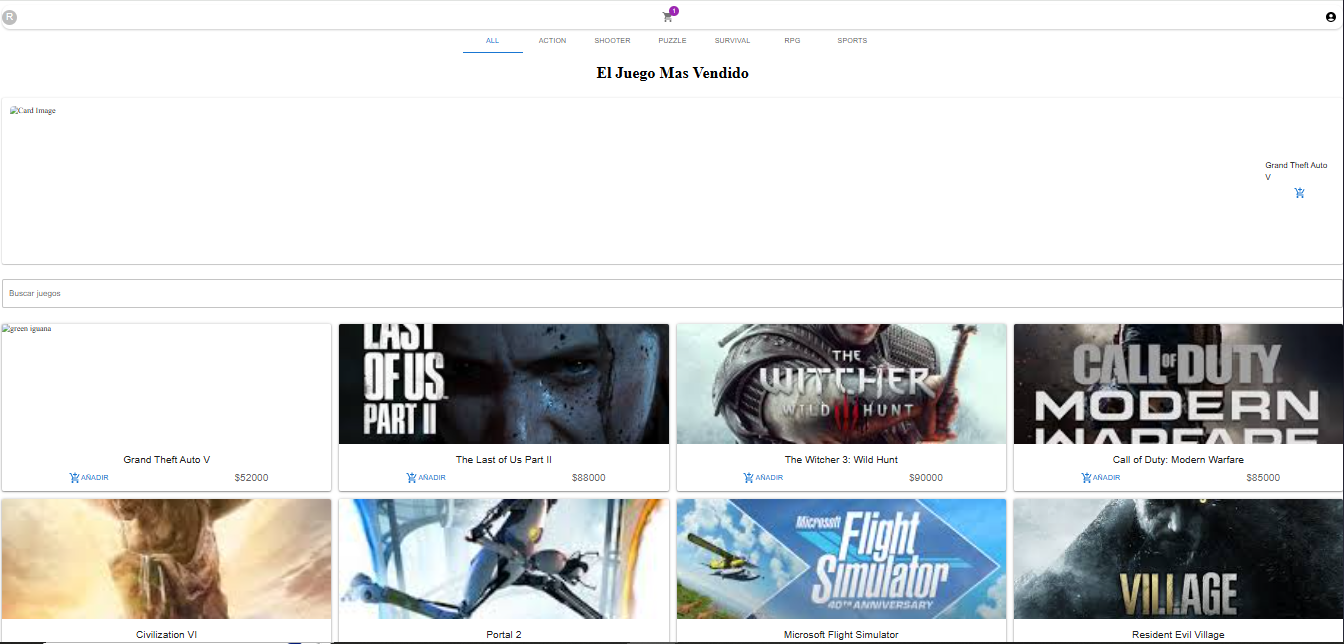 R
1
ALL ACTION SHOOTER PUZZLE SURVIVAL RPG SPORTS
El Juego Mas Vendido
Card Image
Grand Theft Auto
V
Buscar juegos
green iguana
LAST
OF US
PART II
THE
WITCHER
WILD HUNT
CALL OF DUTY
MODERN
WARFARE
Grand Theft Auto V
AÑADIR $52000
The Last of Us Part II
AÑADIR $88000
The Witcher 3: Wild Hunt
AÑADIR $90000
Call of Duty: Modern Warfare
AÑADIR $85000
Microsoft
Flight
Simulator
40TH ANNIVERSARY
VILLAGE
Civilization VI
Portal 2
Microsoft Flight Simulator
Resident Evil Village